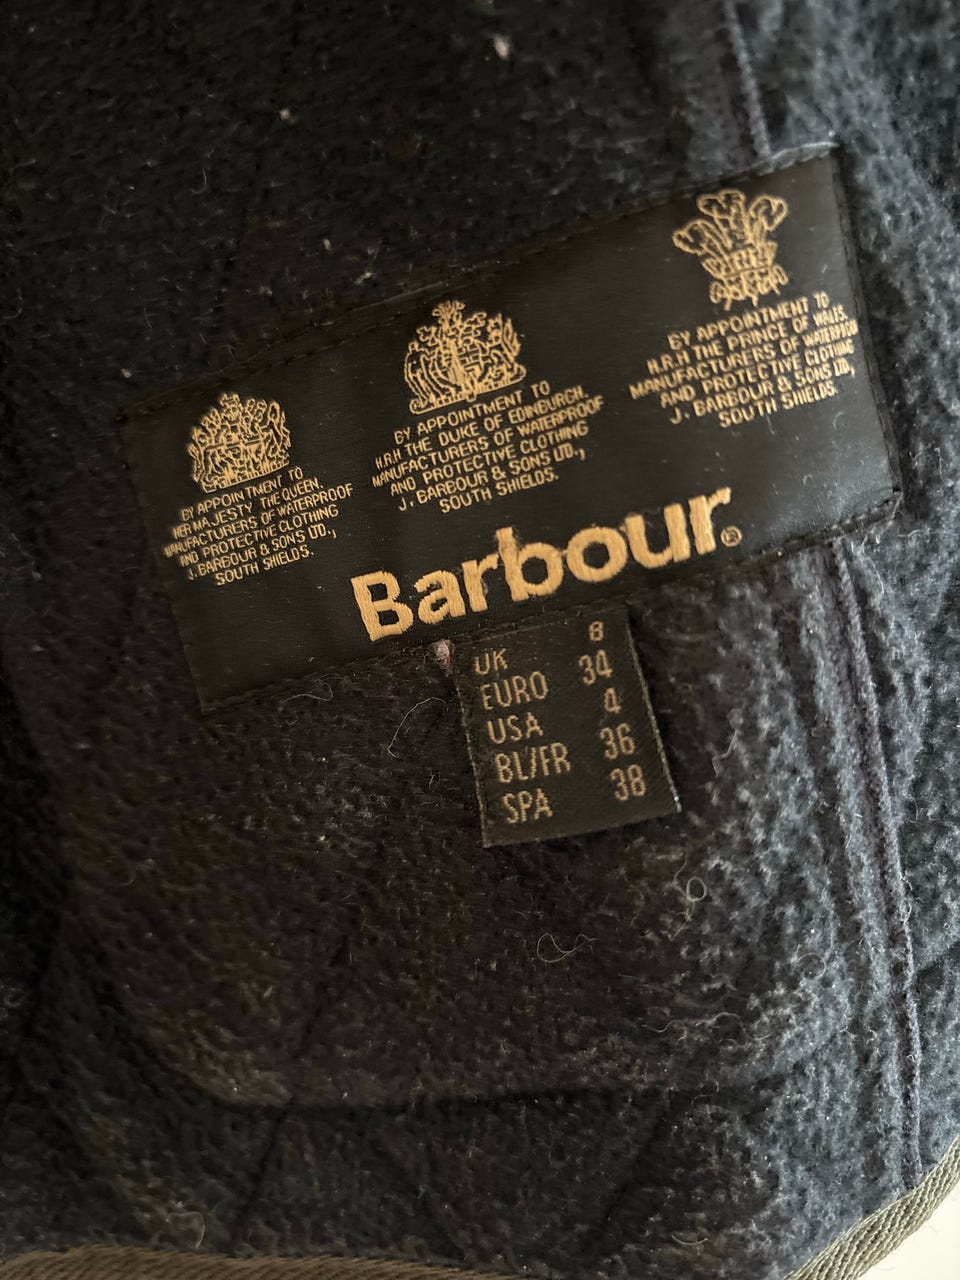 BY APPOINTMENT TO
HER MAJESTY THE QUEEN.
MANUFACTURERS OF WATERPROOF
AND PROTECTIVE CLOTHING
J. BARBOUR & SONS LTD.,
SOUTH SHIELDS.
BY APPOINTMENT TO
H.R.H THE DUKE OF EDINBURGH.
MANUFACTURERS OF WATERPROOF
AND PROTECTIVE CLOTHING
J. BARBOUR & SONS LTD.,
SOUTH SHIELDS.
BY APPOINTMENT TO
H.R.H THE PRINCE OF WALES.
MANUFACTURERS OF WATERPROOF
AND PROTECTIVE CLOTHING
J. BARBOUR & SONS LTD,
SOUTH SHIELDS.
Barbour®
UK 8
EURO 34
USA 4
BL/FR 36
SPA 38